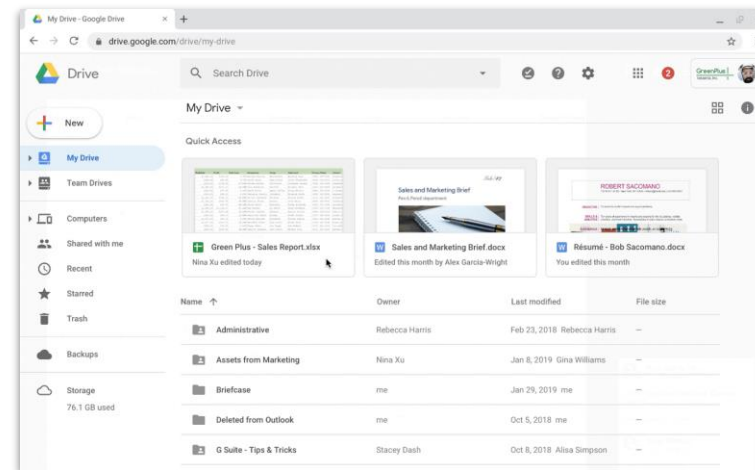 My Drive - Google Drive
drive.google.com/drive/my-drive
Drive
Search Drive
2
GreenPlus
New
My Drive
Team Drives
Computers
Shared with me
Recent
Starred
Trash
Backups
Storage
76.1 GB used
My Drive
Quick Access
Sales and Marketing Brief
ROBERT SACOMANO
Green Plus - Sales Report.xlsx
Nina Xu edited today
Sales and Marketing Brief.docx
Edited this month by Alex Garcia-Wright
Résumé - Bob Sacomano.docx
You edited this month
Name Owner Last modified File size
Administrative Rebecca Harris Feb 23, 2018 Rebecca Harris –
Assets from Marketing Nina Xu Jan 8, 2019 Gina Williams –
Briefcase me Jan 29, 2019 me –
Deleted from Outlook me Oct 5, 2018 me –
G Suite - Tips & Tricks Stacey Dash Oct 8, 2018 Alisa Simpson –